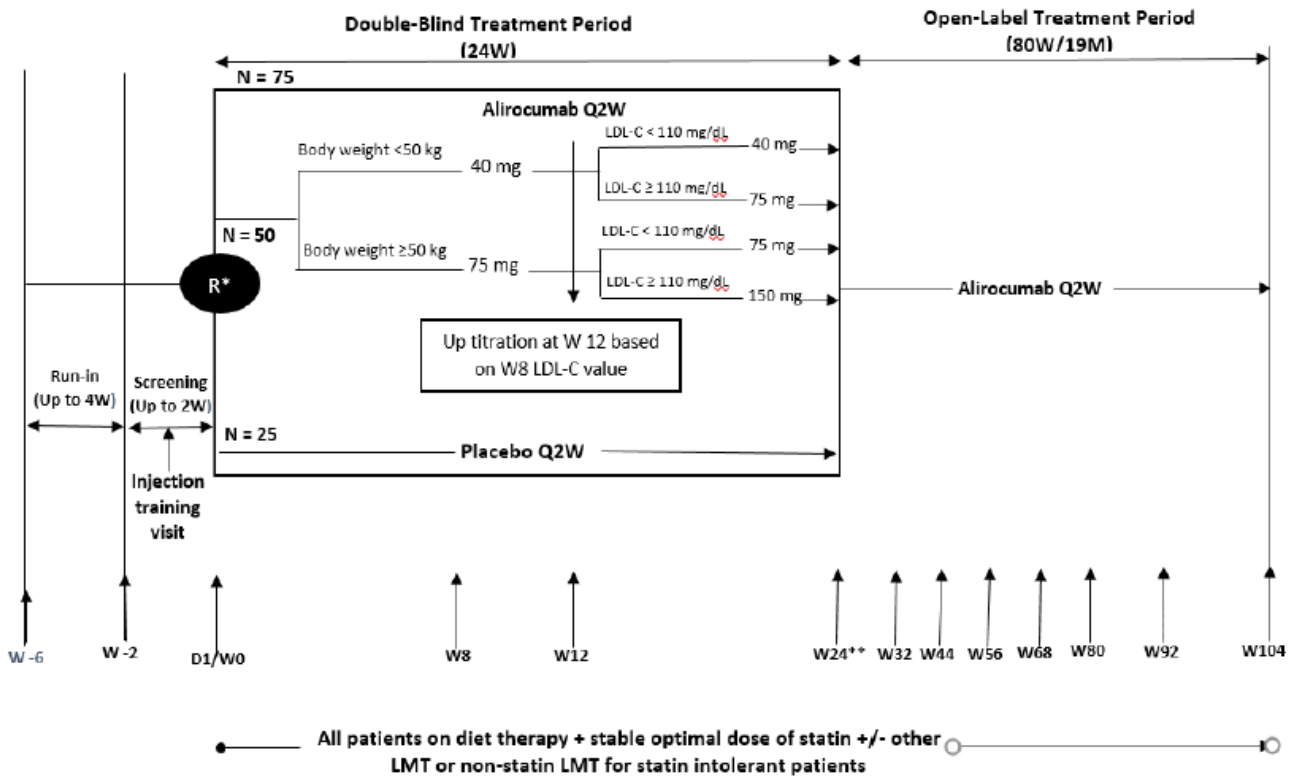 Double-Blind Treatment Period
(24W)
Open-Label Treatment Period
(80W/19M)
N = 75
Alirocumab Q2W
Body weight <50 kg
40 mg
LDL-C < 110 mg/dL
40 mg
LDL-C ≥ 110 mg/dL
75 mg
N = 50
Body weight ≥50 kg
75 mg
LDL-C < 110 mg/dL
75 mg
LDL-C ≥ 110 mg/dL
150 mg
R*
Alirocumab Q2W
Up titration at W 12 based
on W8 LDL-C value
Run-in
(Up to 4W)
Screening
(Up to 2W)
Injection
training
visit
N = 25
Placebo Q2W
W -6
W -2
D1/W0
W8
W12
W24**
W32
W44
W56
W68
W80
W92
W104
All patients on diet therapy + stable optimal dose of statin +/- other
LMT or non-statin LMT for statin intolerant patients